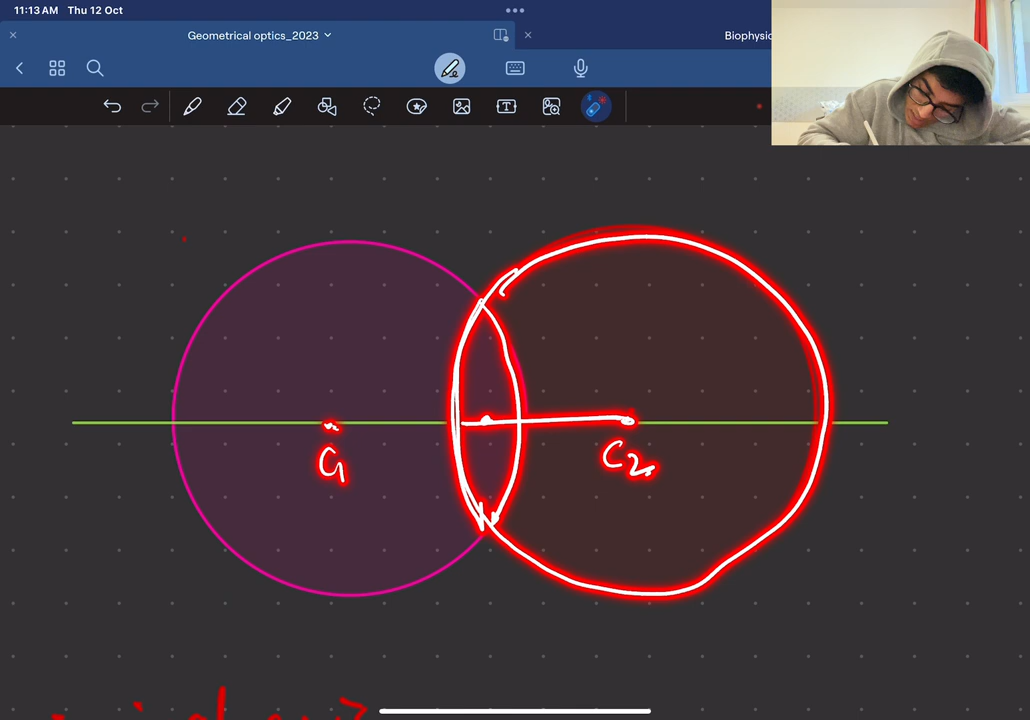 11:13 AM Thu 12 Oct
Geometrical optics_2023
Biophysic
T
C1
C2